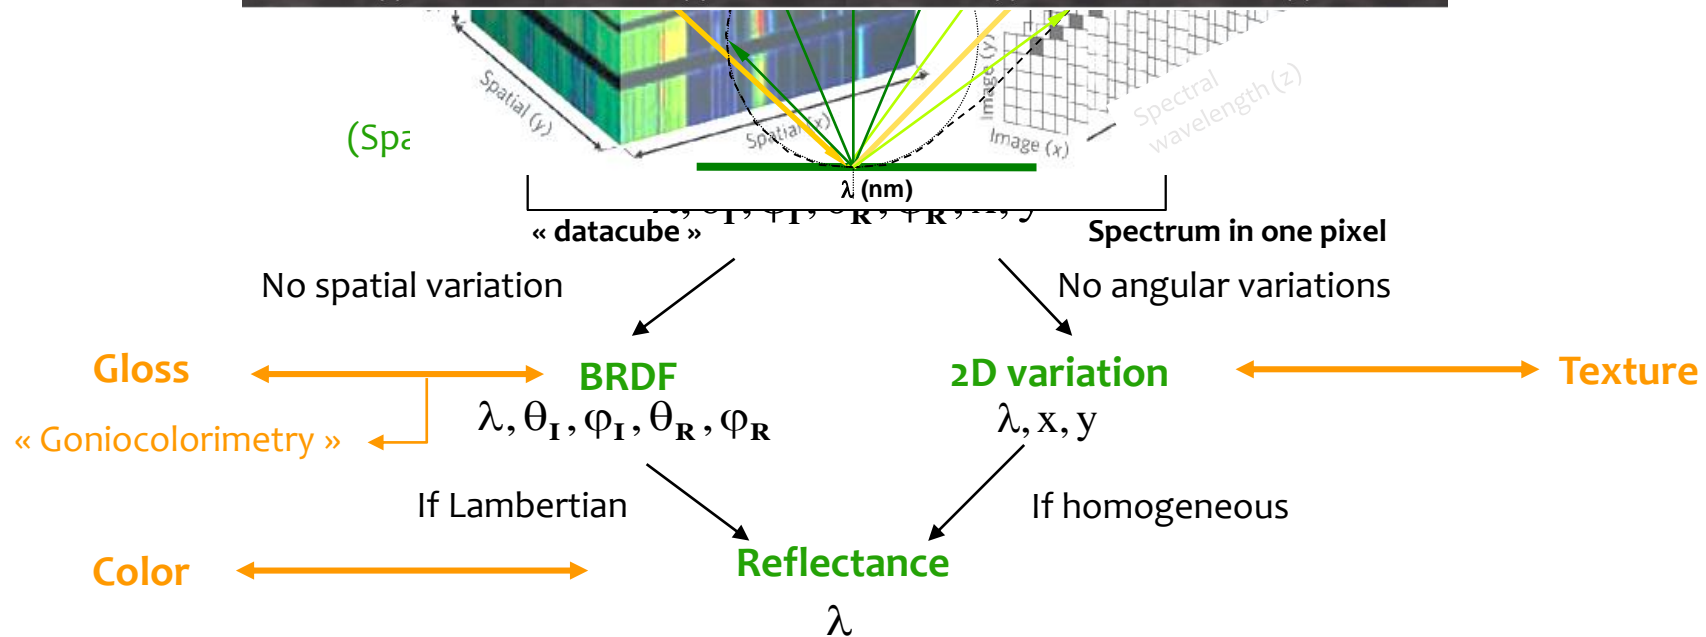 Spatial (y)
Spatial (x)
Image (y)
Image (x)
Spectral
wavelength (z)
(Spa
λ (nm)
« datacube »
Spectrum in one pixel
No spatial variation
No angular variations
Gloss
BRDF
2D variation
Texture
λ, θI, φI, θR, φR
λ, x, y
« Goniocolorimetry »
If Lambertian
If homogeneous
Color
Reflectance
λ